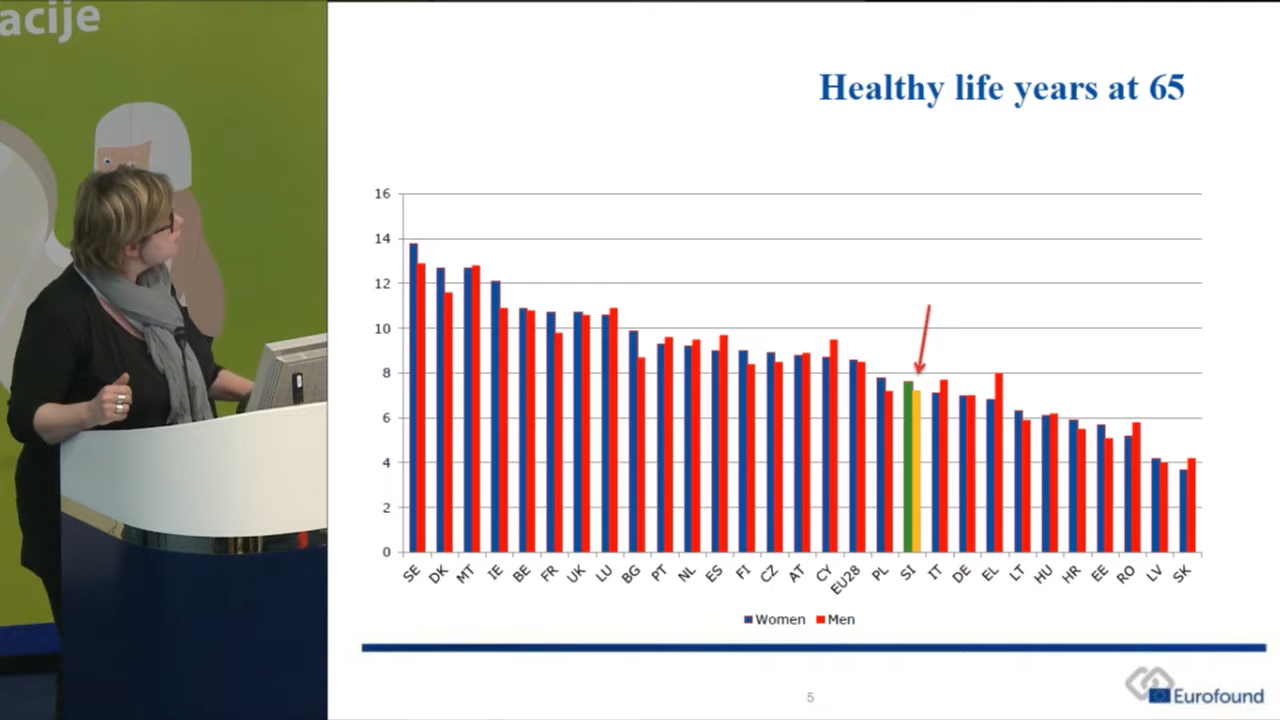 acije
Healthy life years at 65
16
14
12
10
8
6
4
2
0
SE DK MT IE BE FR UK LU BG PT NL ES FI CZ AT CY EU28 PL SI IT DE EL LT HU HR EE RO LV SK
Women Men
5
Eurofound